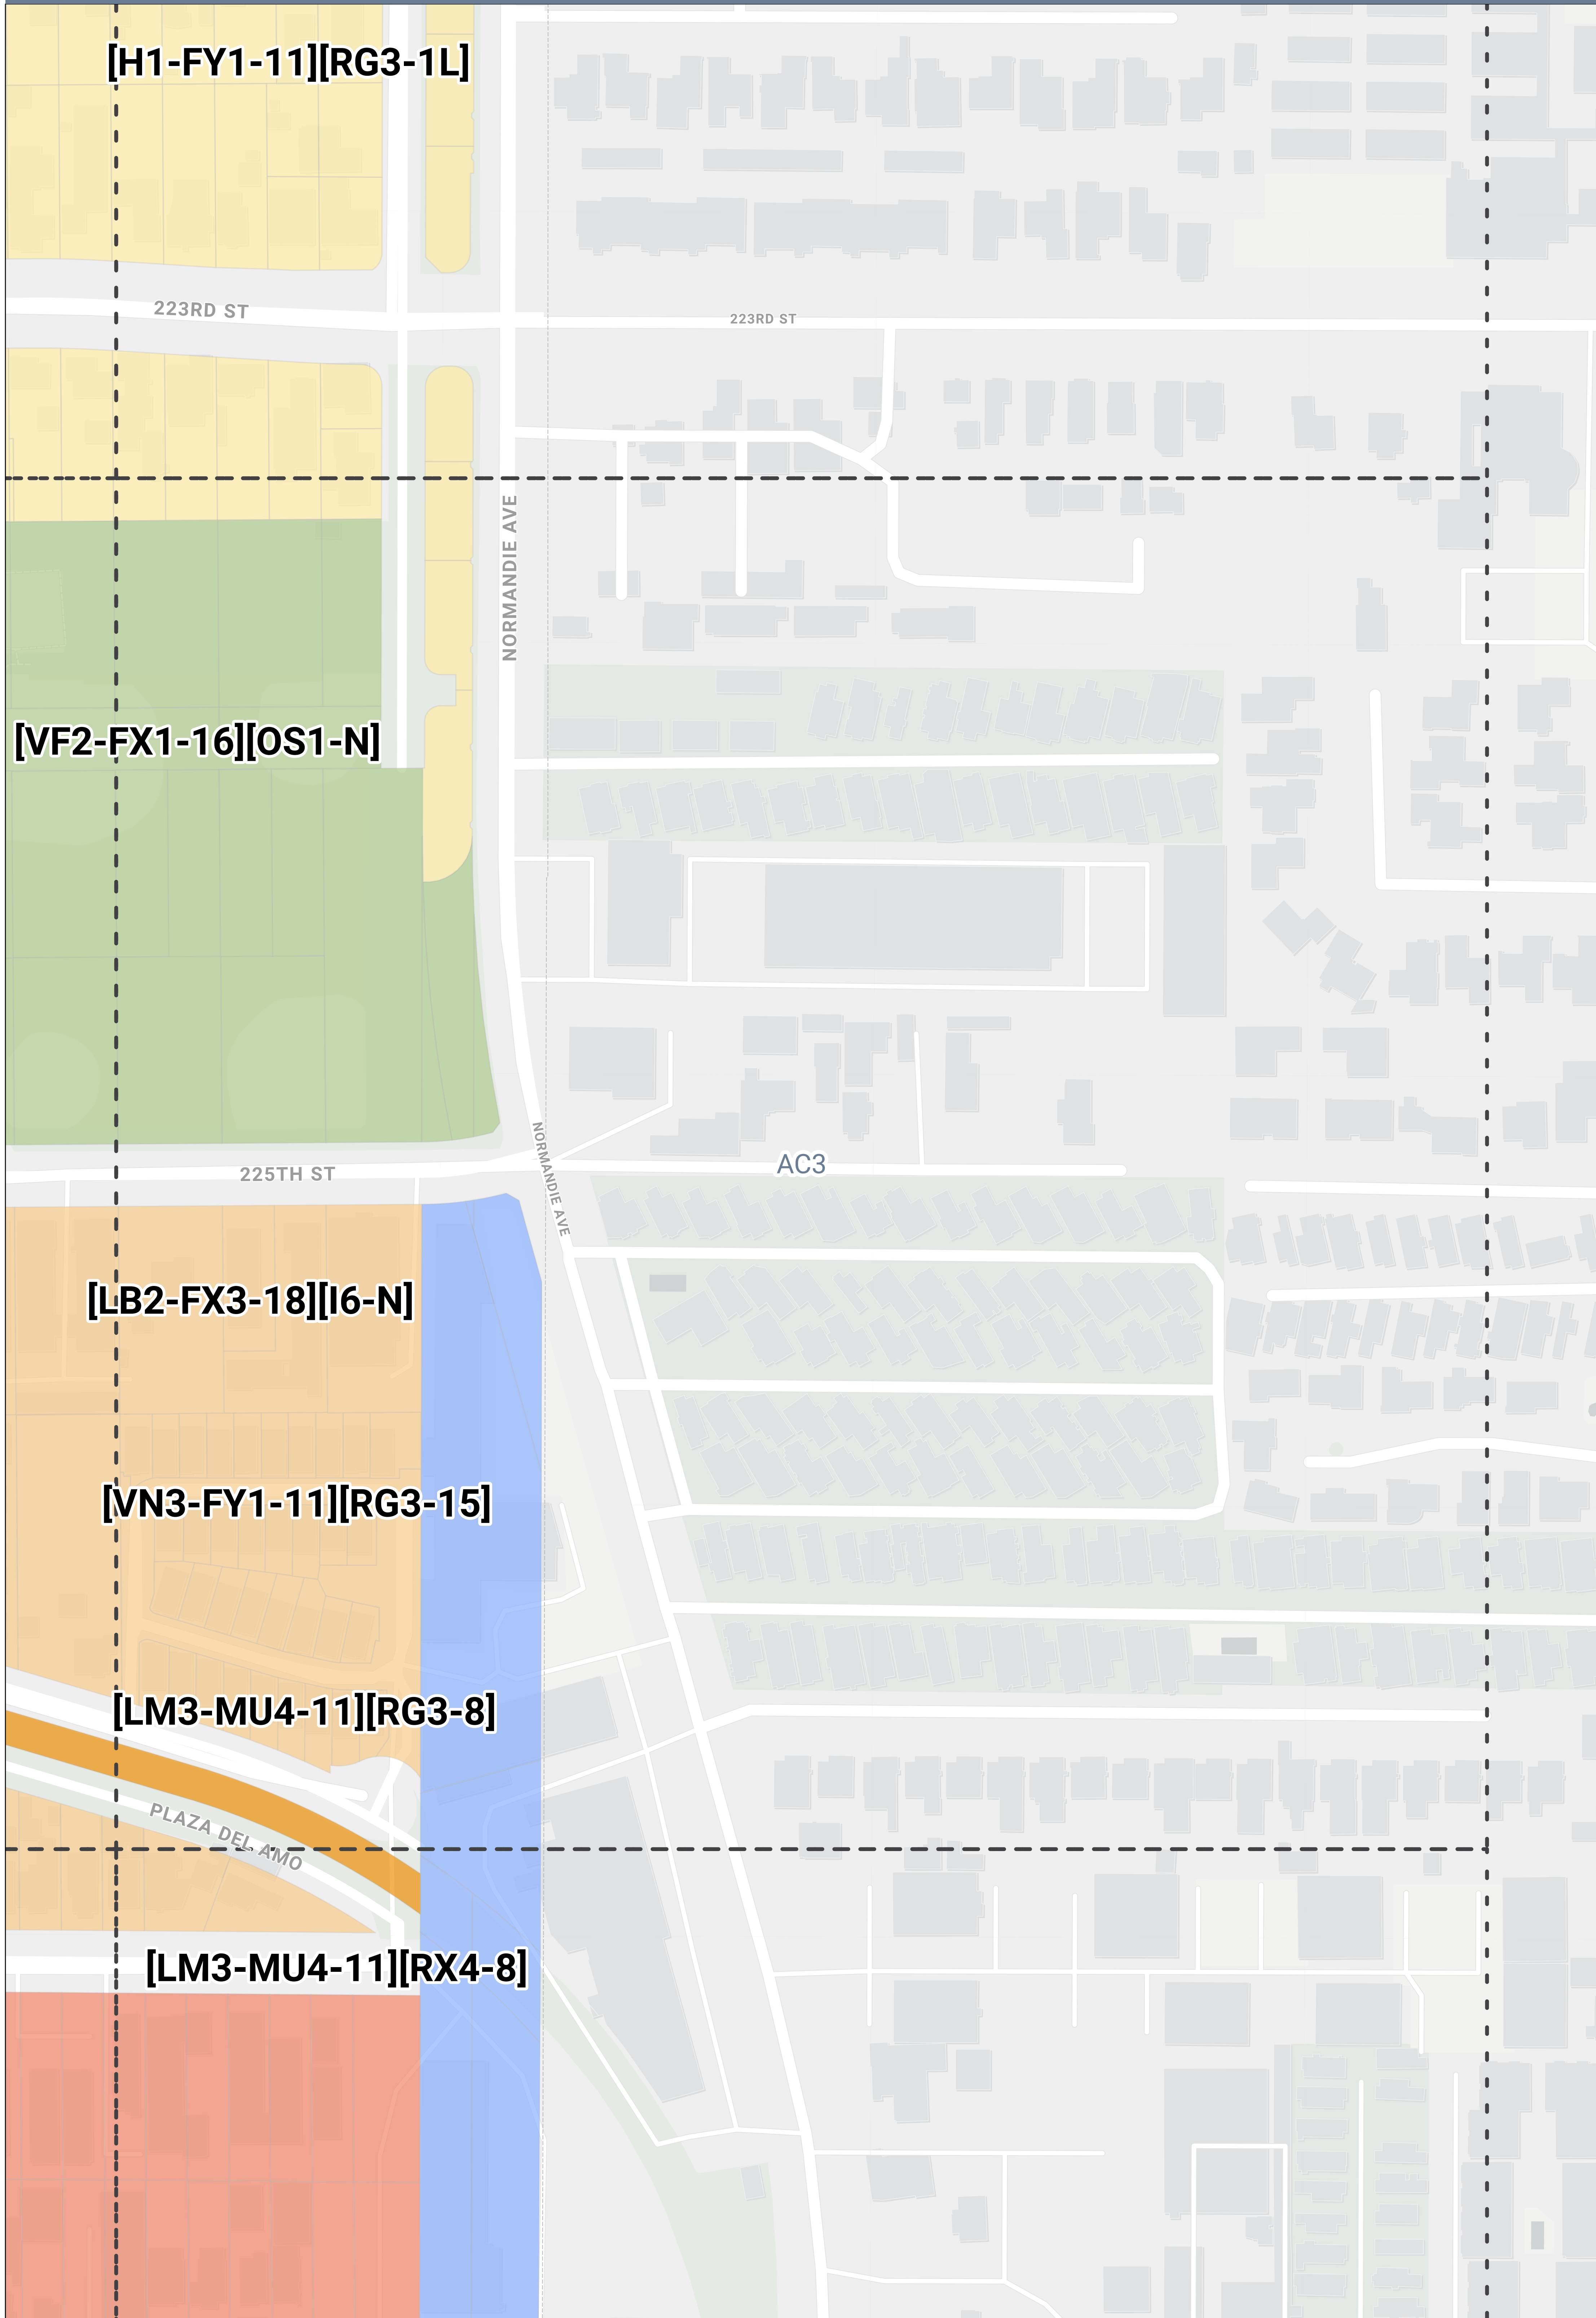 [H1-FY1-11][RG3-1L]
223RD ST
223RD ST
NORMANDIE AVE
[VF2-FX1-16][OS1-N]
NORMANDIE AVE
AC3
225TH ST
[LB2-FX3-18][I6-N]
[VN3-FY1-11][RG3-15]
[LM3-MU4-11][RG3-8]
PLAZA DEL AMO
[LM3-MU4-11][RX4-8]